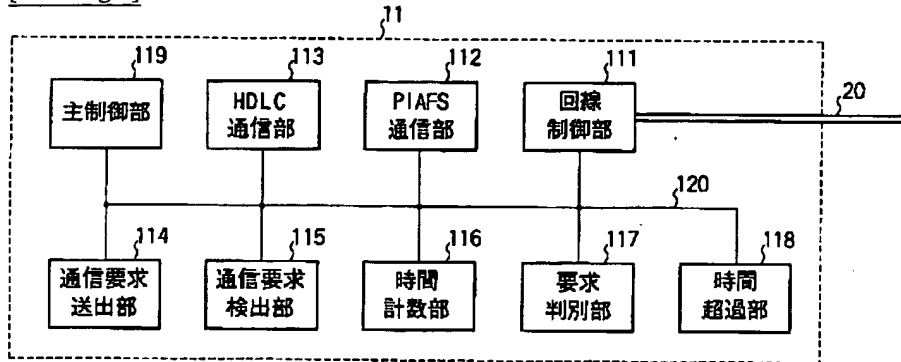 11
119
113
112
111
主制御部
HDLC
通信部
PIAFS
通信部
回線
制御部
20
120
114
115
116
117
118
通信要求
送出部
通信要求
検出部
時間
計数部
要求
判別部
時間
超過部